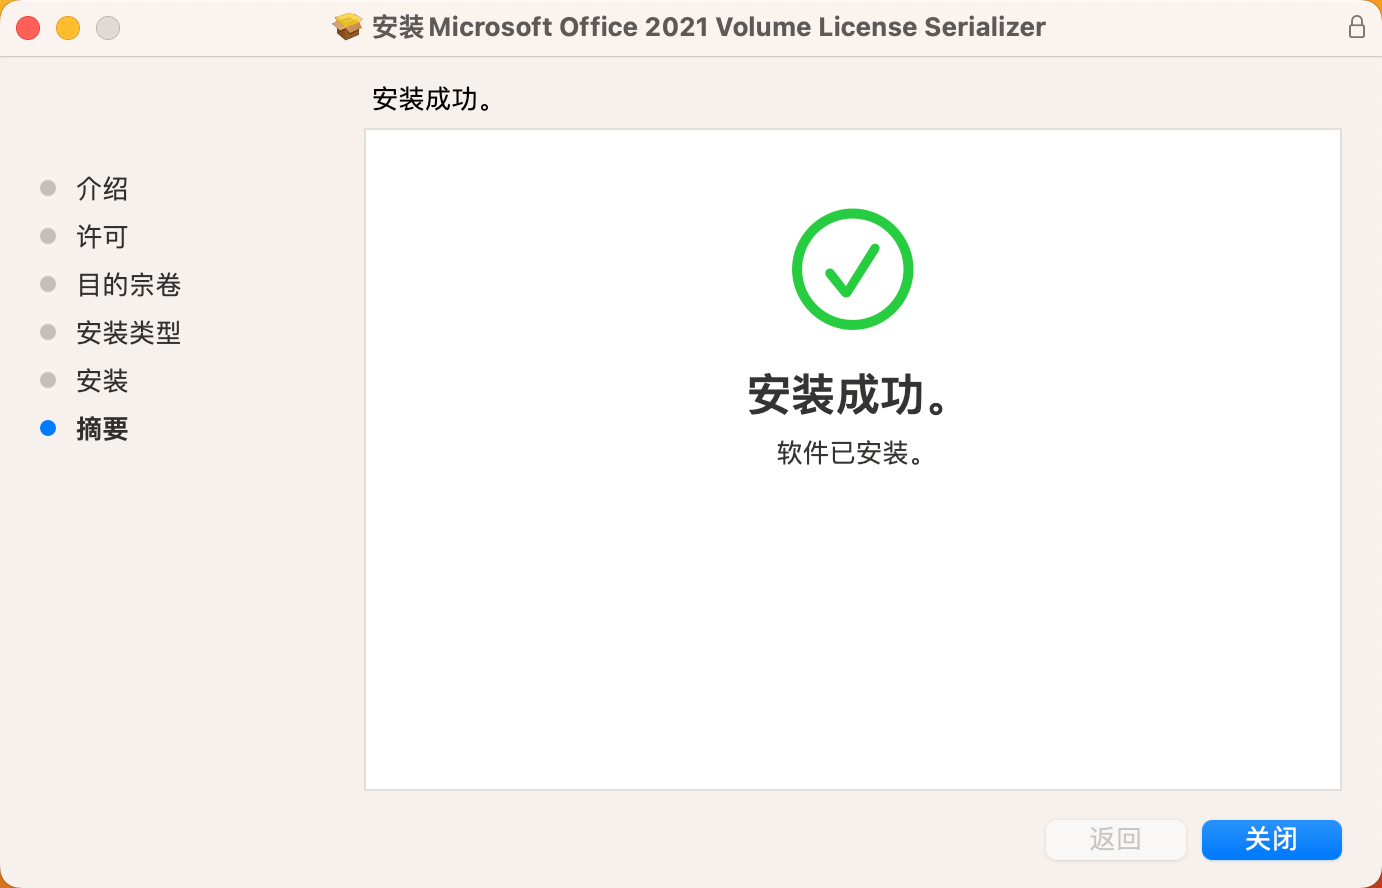 安装Microsoft Office 2021 Volume License Serializer
安装成功。
介绍
许可
目的宗卷
安装类型
安装
摘要
安装成功。
软件已安装。
返回
关闭